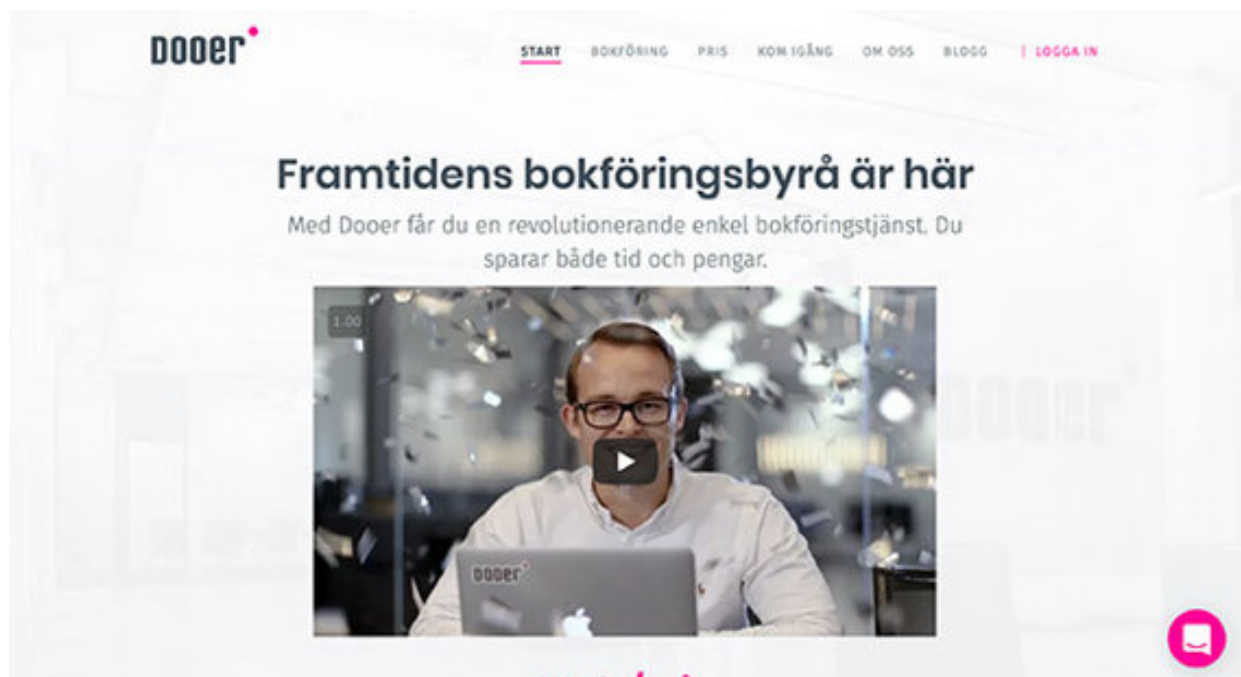 Dooer
START BOKFÖRING PRIS KOM IGÅNG OM OSS BLOGG | LOGGA IN
Framtidens bokföringsbyrå är här
Med Dooer får du en revolutionerande enkel bokföringstjänst. Du
sparar både tid och pengar.
1.00
Dooer
Dooer